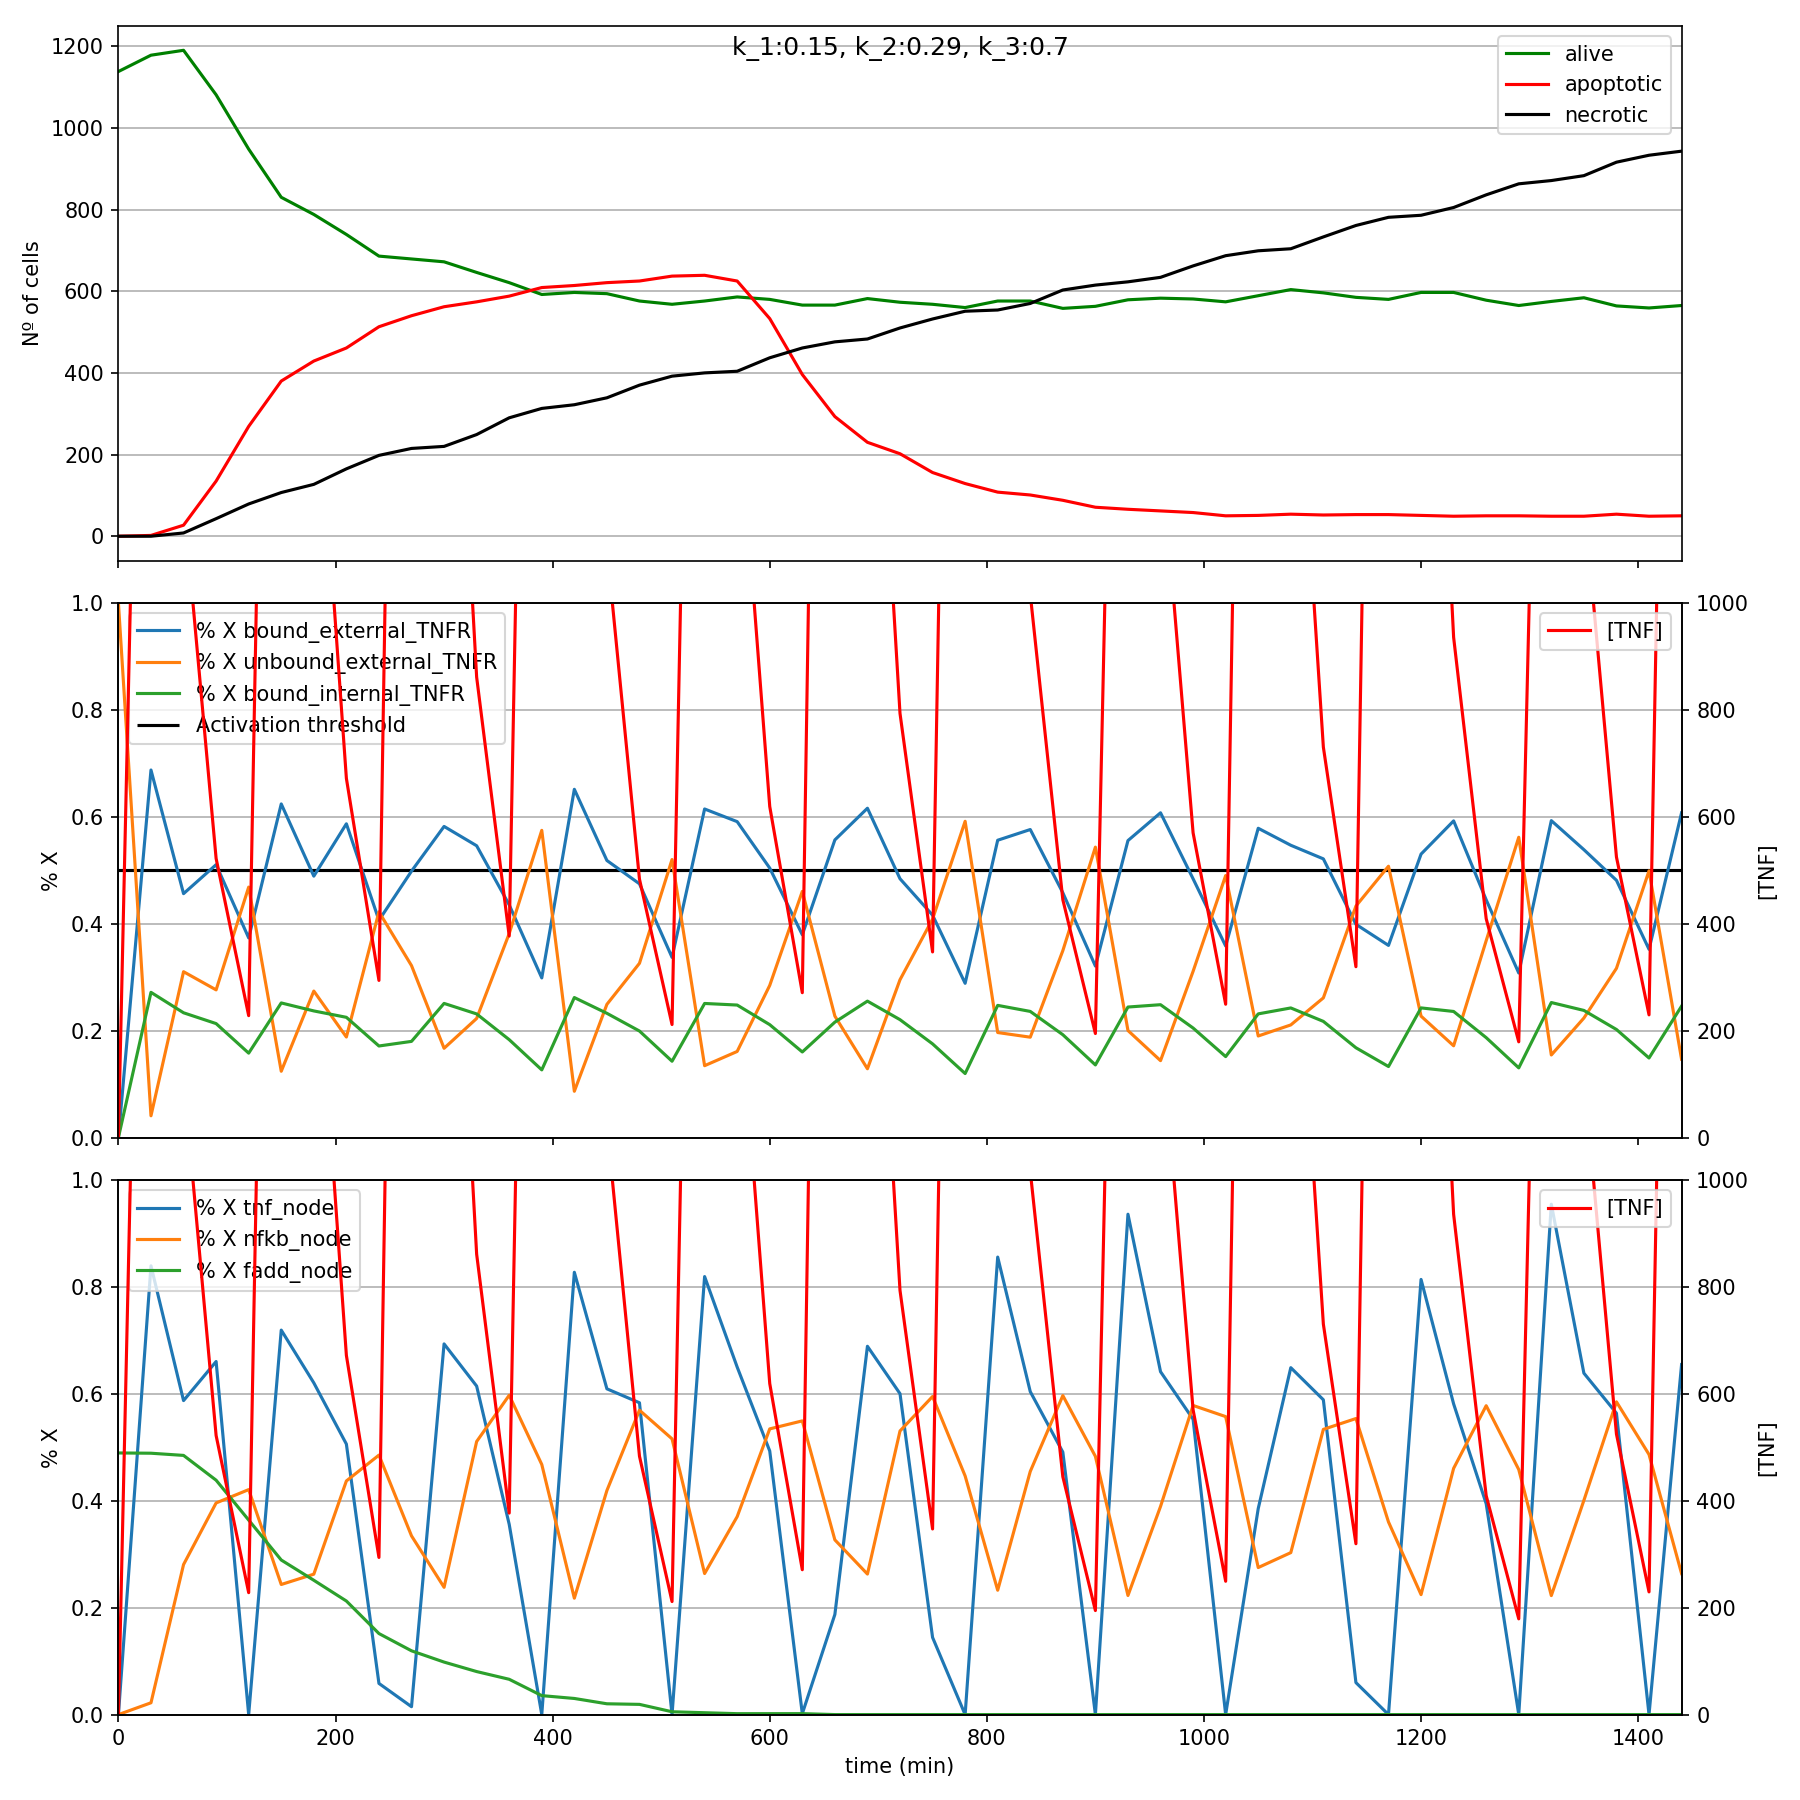 k_1:0.15, k_2:0.29, k_3:0.7
1200
1000
800
600
400
200
0
Nº of cells
alive
apoptotic
necrotic
1.0
0.8
0.6
0.4
0.2
0.0
% X
% X bound_external_TNFR
% X unbound_external_TNFR
% X bound_internal_TNFR
Activation threshold
[TNF]
1000
800
600
400
200
0
[TNF]
1.0
0.8
0.6
0.4
0.2
0.0
% X
% X tnf_node
% X nfkb_node
% X fadd_node
[TNF]
1000
800
600
400
200
0
[TNF]
0 200 400 600 800 1000 1200 1400
time (min)